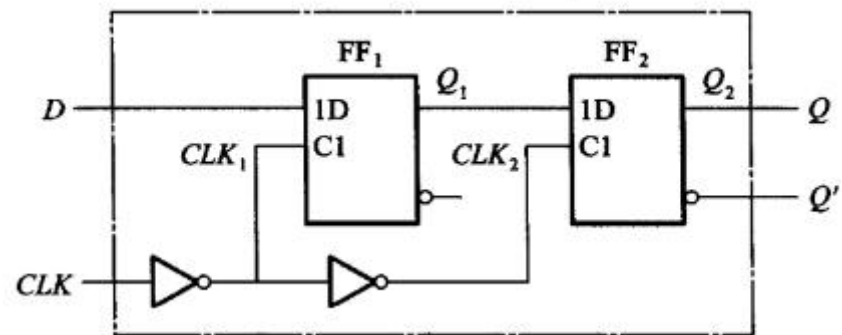 FF₁
FF₂
Q₁
Q₂
D
1D
1D
Q
CLK₁
C1
CLK₂
C1
Q'
CLK